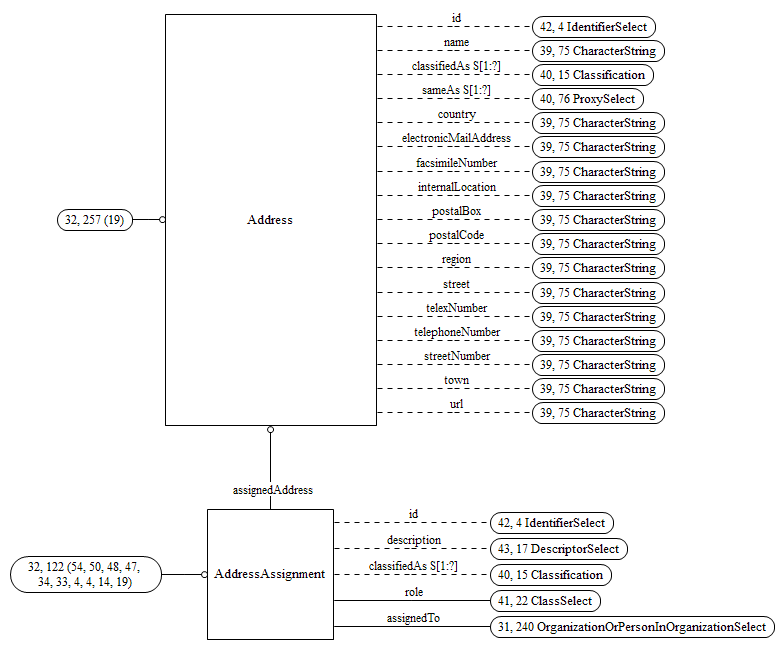 id
42, 4 IdentifierSelect
name
39, 75 CharacterString
classifiedAs S[1:?]
40, 15 Classification
sameAs S[1:?]
40, 76 ProxySelect
country
39, 75 CharacterString
electronicMailAddress
39, 75 CharacterString
facsimileNumber
39, 75 CharacterString
internalLocation
39, 75 CharacterString
32, 257 (19)
Address
postalBox
39, 75 CharacterString
postalCode
39, 75 CharacterString
region
39, 75 CharacterString
street
39, 75 CharacterString
telexNumber
39, 75 CharacterString
telephoneNumber
39, 75 CharacterString
streetNumber
39, 75 CharacterString
town
39, 75 CharacterString
url
39, 75 CharacterString
assignedAddress
id
42, 4 IdentifierSelect
description
43, 17 DescriptorSelect
32, 122 (54, 50, 48, 47,
34, 33, 4, 4, 14, 19)
AddressAssignment
classifiedAs S[1:?]
40, 15 Classification
role
41, 22 ClassSelect
assignedTo
31, 240 OrganizationOrPersonInOrganizationSelect